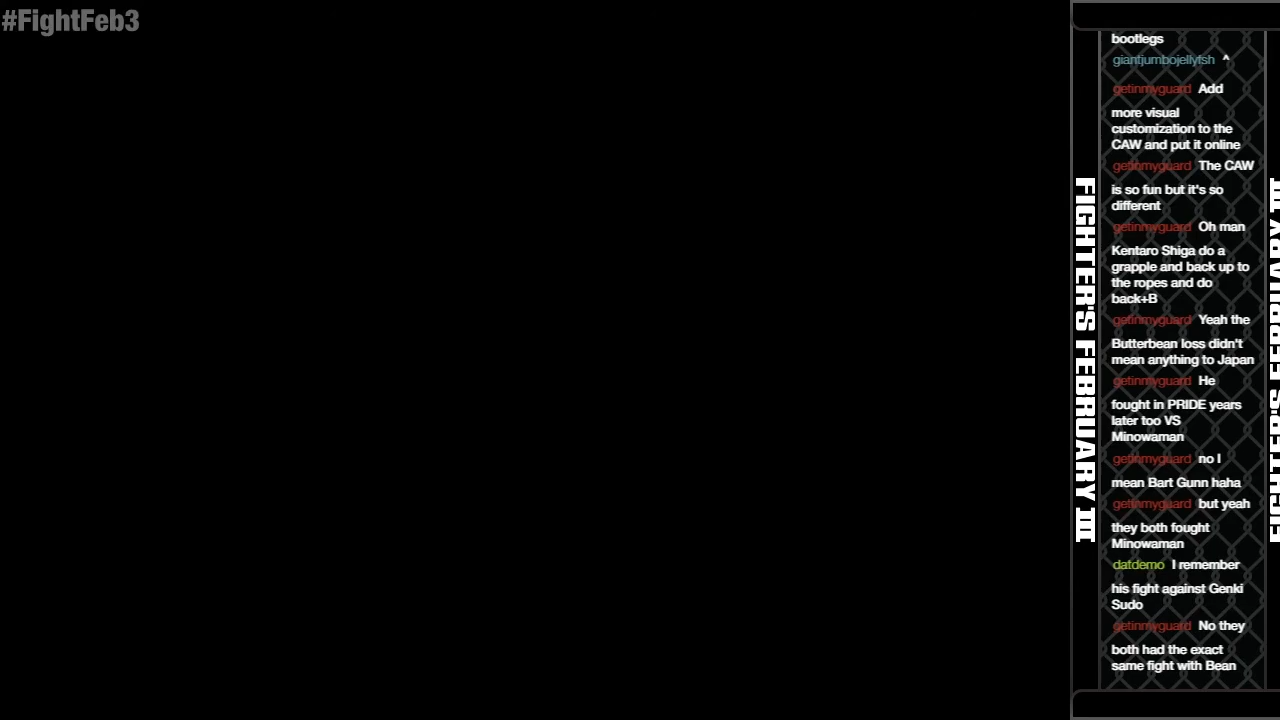 #FightFeb3
bootlegs
giantjumbojellyfsh ^
getinmyguard Add
more visual
customization to the
CAW and put it online
getinmyguard The CAW
is so fun but it's so
different
getinmyguard Oh man
Kentaro Shiga do a
grapple and back up to
the ropes and do
back+B
getinmyguard Yeah the
Butterbean loss didn't
mean anything to Japan
getinmyguard He
fought in PRIDE years
later too VS
Minowaman
getinmyguard no I
mean Bart Gunn haha
getinmyguard but yeah
they both fought
Minowaman
datdemo I remember
his fight against Genki
Sudo
getinmyguard No they
both had the exact
same fight with Bean
FIGHTER'S FEBRUARY III
FIGHTER'S FEBRUARY III